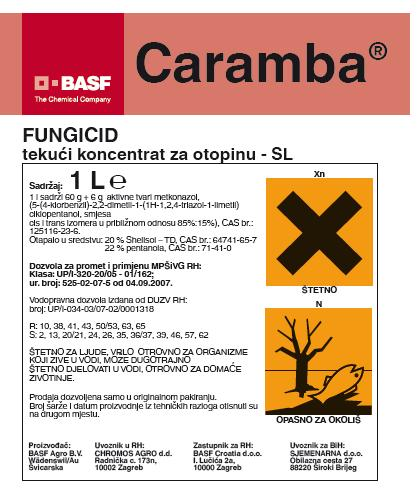 BASF
The Chemical Company
Caramba®
FUNGICID
tekući koncentrat za otopinu - SL
Sadržaj: 1 L ℮
1 l sadrži 60 g + 6 g aktivne tvari metkonazol,
(5-(4-klorbenzil)-2,2-dimetil-1-(1H-1,2,4-triazol-1-ilmetil)
ciklopentanol, smjesa
cis i trans izomera u približnom odnosu 85%:15%), CAS br.:
125116-23-6.
Otapalo u sredstvu: 20 % Shellsol – TD, CAS br.: 64741-65-7
22 % pentanola, CAS br.: 71-41-0
Dozvola za promet i primjenu MPŠiVG RH:
Klasa: UP/I-320-20/05 - 01/162;
ur. broj: 525-02-07-5 od 04.09.2007.
Vodopravna dozvola izdana od DUZV RH:
broj: UP/I-034-03/07-02/0001318
R: 10, 38, 41, 43, 50/53, 63, 65
S: 2, 13, 20/21, 24, 26, 35, 36/37, 39, 46, 57, 62
ŠTETNO ZA LJUDE, VRLO OTROVNO ZA ORGANIZME
KOJI ŽIVE U VODI, MOŽE DUGOTRAJNO
ŠTETNO DJELOVATI U VODI, OTROVNO ZA DOMAĆE
ŽIVOTINJE.
Prodaja dozvoljena samo u originalnom pakiranju.
Broj šarže i datum proizvodnje iz tehničkih razloga otisnuti su
na drugom mjestu.
Xn
ŠTETNO
N
OPASNO ZA OKOLIŠ
Proizvođač:
BASF Agro B.V.
Wädenswil/Au
Švicarska
Uvoznik u RH:
CHROMOS AGRO d.d.
Radnička c. 173n,
10002 Zagreb
Zastupnik za RH:
BASF Croatia d.o.o.
I. Lučića 2a,
10000 Zagreb
Uvoznik za BiH:
SJEMENARNA d.o.o.
Obilazna cesta 27
88220 Široki Brijeg